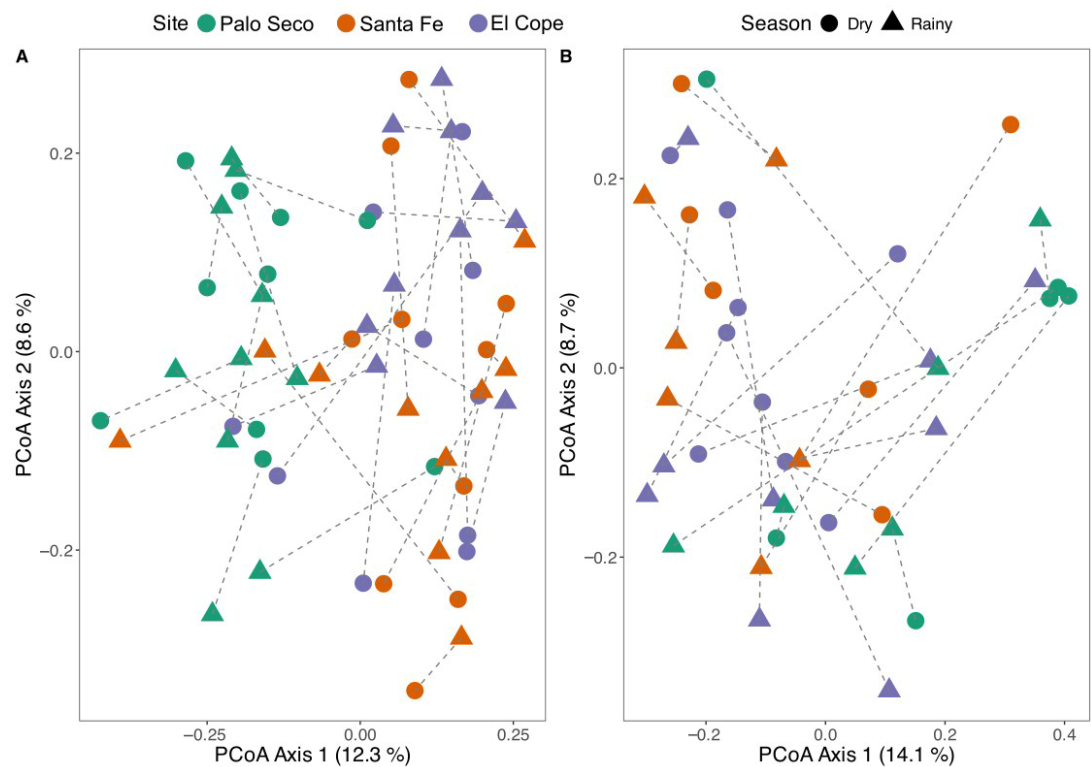 Site Palo Seco Santa Fe El Cope Season Dry Rainy
A B
PCoA Axis 2 (8.6 %)
0.2
0.0
−0.2
−0.25 0.00 0.25
PCoA Axis 1 (12.3 %)
PCoA Axis 2 (8.7 %)
0.2
0.0
−0.2
−0.2 0.0 0.2 0.4
PCoA Axis 1 (14.1 %)